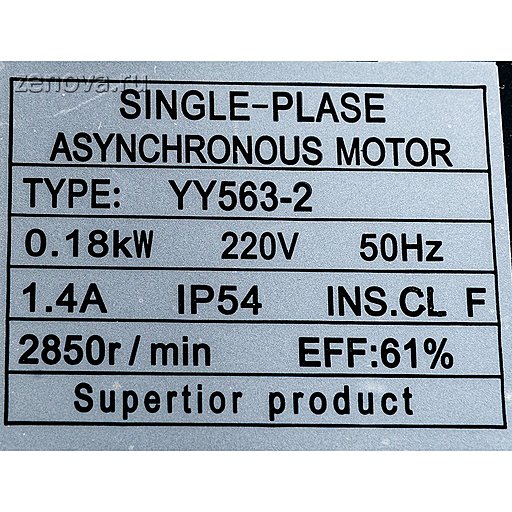 zenova.ru
SINGLE-PLASE
ASYNCHRONOUS MOTOR
TYPE: YY563-2
0.18kW 220V 50Hz
1.4A IP54 INS.CL F
2850r/min EFF:61%
Supertior product